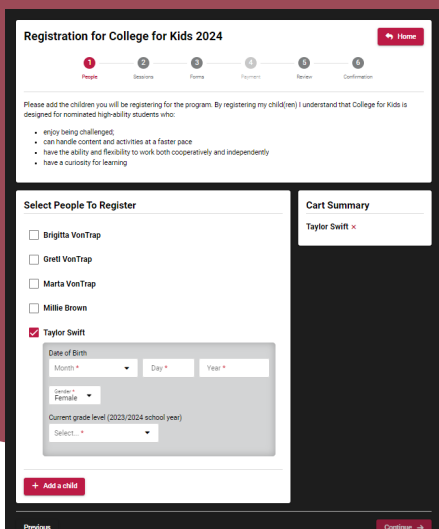 Registration for College for Kids 2024
Home
1 2 3 4 5 6
People Sessions Forms Payment Review Confirmation
Please add the children you will be registering for the program. By registering my child(ren) I understand that College for Kids is
designed for nominated high-ability students who:
• enjoy being challenged;
• can handle content and activities at a faster pace
• have the ability and flexibility to work both cooperatively and independently
• have a curiosity for learning
Select People To Register
Brigitta VonTrap
Gretl VonTrap
Marta VonTrap
Millie Brown
Taylor Swift
Date of Birth
Month * Day * Year *
Gender *
Female
Current grade level (2023/2024 school year)
Select... *
+ Add a child
Cart Summary
Taylor Swift ×
Previous
Continue →